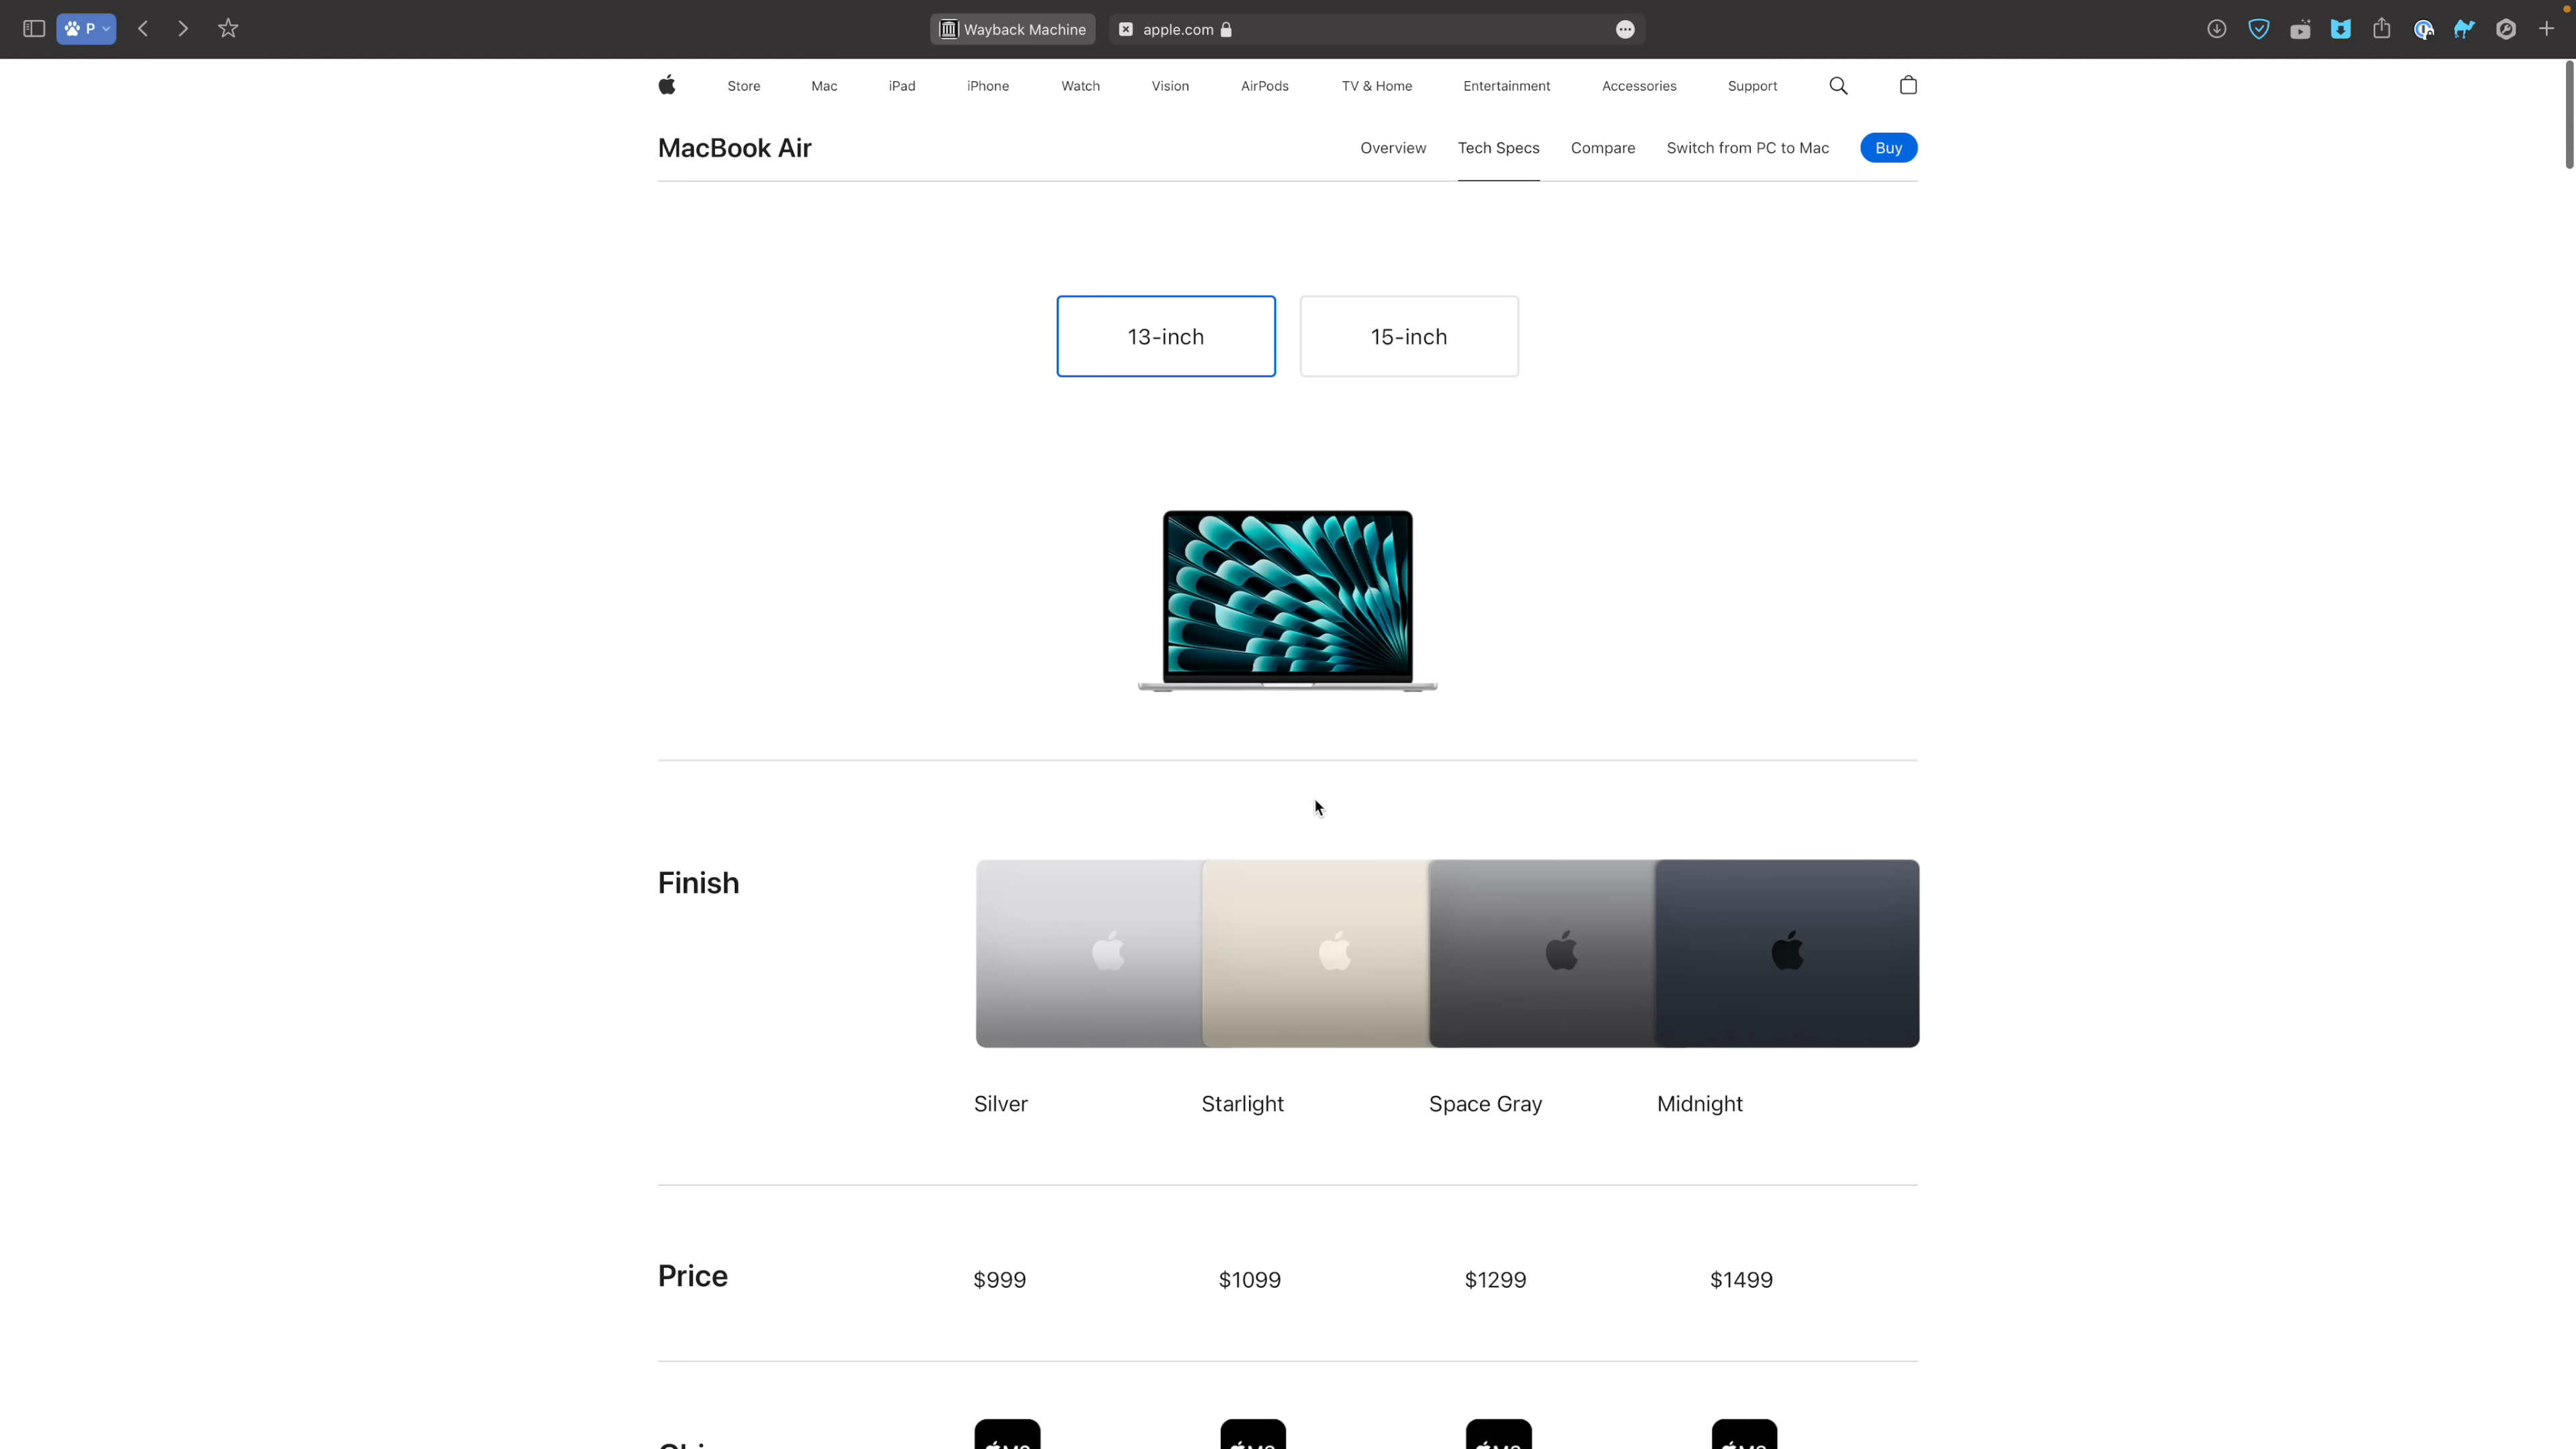 P
Wayback Machine
apple.com
Store Mac iPad iPhone Watch Vision AirPods TV & Home Entertainment Accessories Support
MacBook Air
Overview Tech Specs Compare Switch from PC to Mac Buy
13-inch 15-inch
Finish
Silver Starlight Space Gray Midnight
Price $999 $1099 $1299 $1499